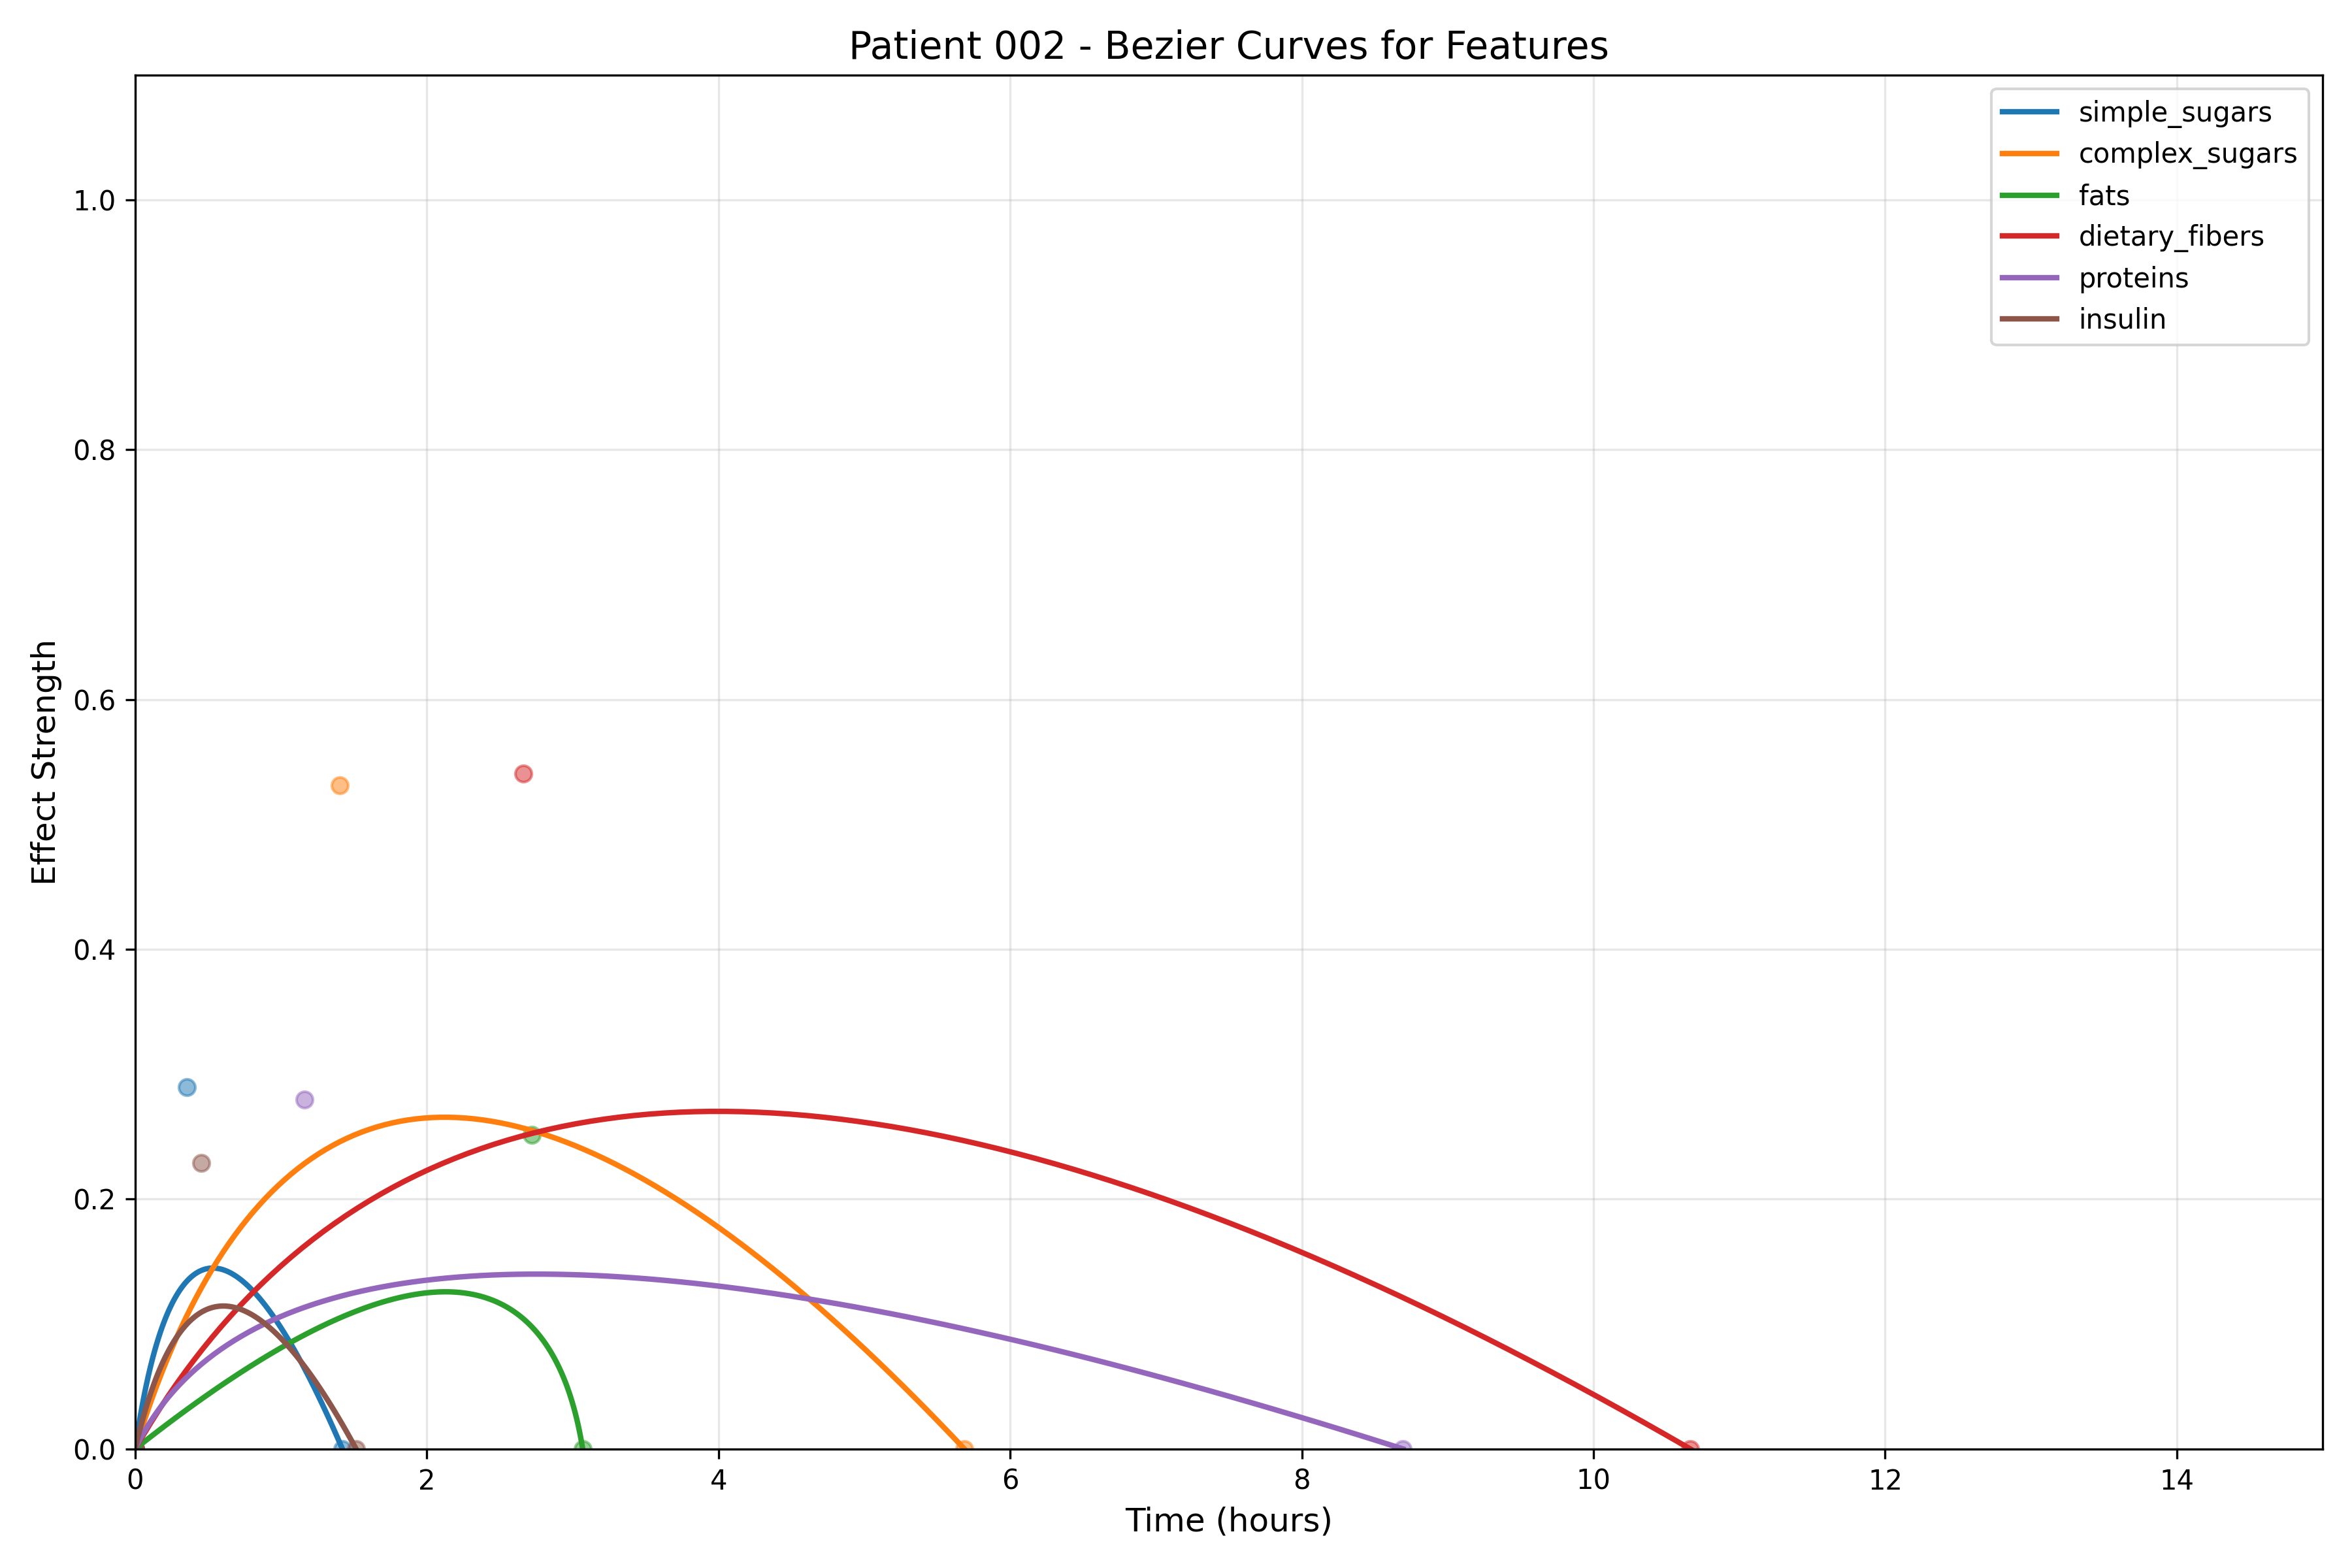 Patient 002 - Bezier Curves for Features
simple_sugars
complex_sugars
fats
dietary_fibers
proteins
insulin
Effect Strength
1.0
0.8
0.6
0.4
0.2
0.0
0 2 4 6 8 10 12 14
Time (hours)